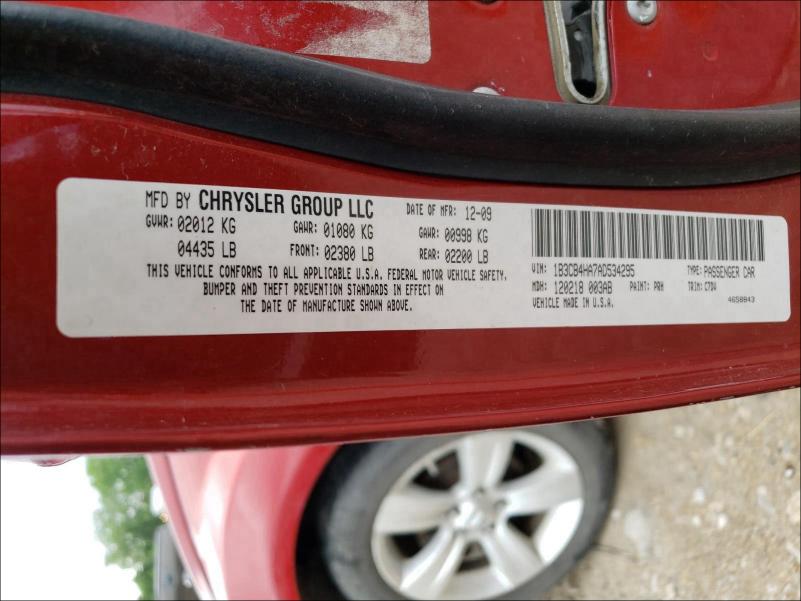 MFD BY CHRYSLER GROUP LLC DATE OF MFR: 12-09
GVWR: 02012 KG GAWR: 01080 KG GAWR: 00998 KG
04435 LB FRONT: 02380 LB REAR: 02200 LB
THIS VEHICLE CONFORMS TO ALL APPLICABLE U.S.A. FEDERAL MOTOR VEHICLE SAFETY,
BUMPER AND THEFT PREVENTION STANDARDS IN EFFECT ON
THE DATE OF MANUFACTURE SHOWN ABOVE.
VIN: 1B3CB4HA7AD534295 TYPE: PASSENGER CAR
MDH: 120218 003AB PAINT: PRH TRIM: C7DV
VEHICLE MADE IN U.S.A. 4658843